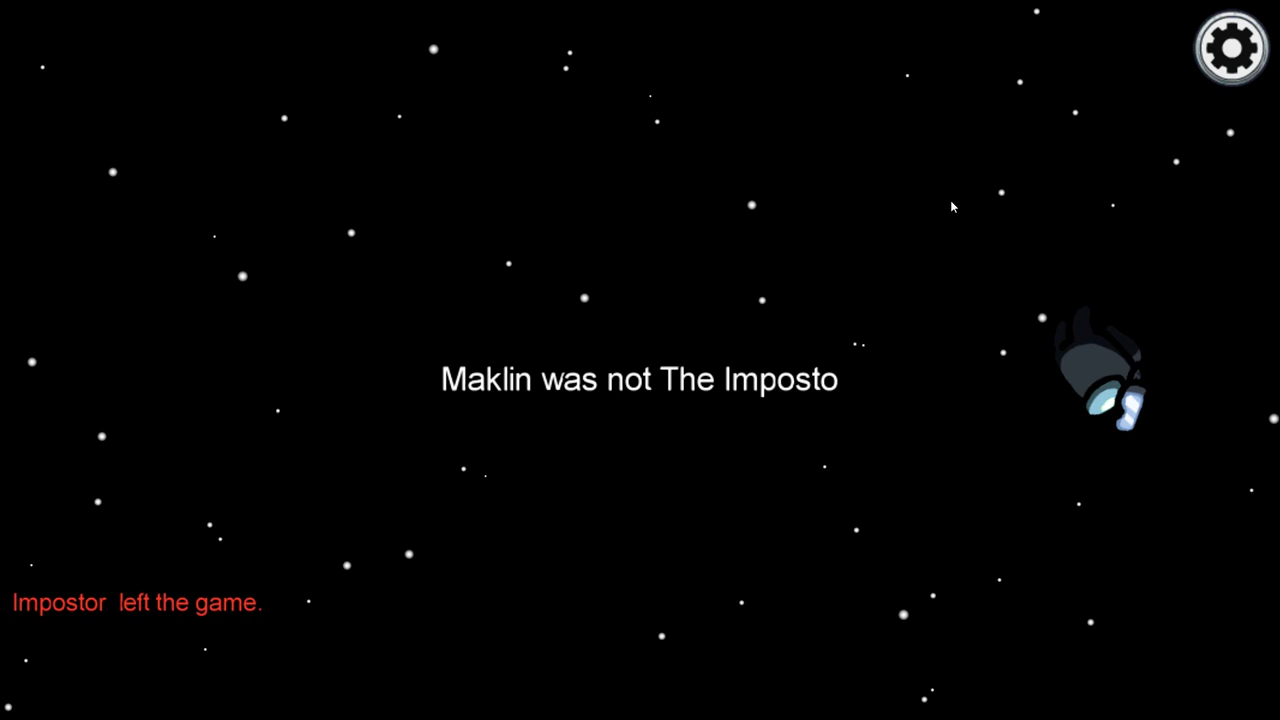 Maklin was not The Imposto
Impostor left the game.